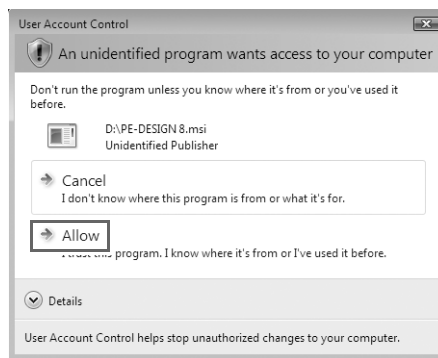 User Account Control
An unidentified program wants access to your computer
Don't run the program unless you know where it's from or you've used it
before.
D:\PE-DESIGN 8.msi
Unidentified Publisher
Cancel
I don't know where this program is from or what it's for.
Allow
I trust this program. I know where it's from or I've used it before.
Details
User Account Control helps stop unauthorized changes to your computer.